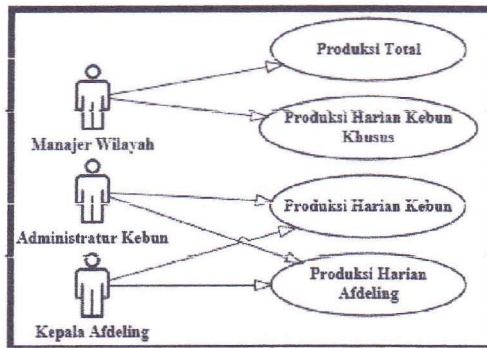 Produksi Total
Manajer Wilayah
Produksi Harian Kebun
Khusus
Administratur Kebun
Produksi Harian Kebun
Kepala Afdeling
Produksi Harian
Afdeling